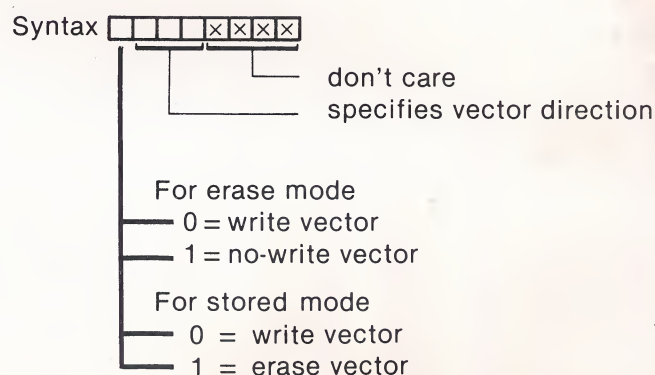 Syntax ××××
don't care
specifies vector direction
For erase mode
0 = write vector
1 = no-write vector
For stored mode
0 = write vector
1 = erase vector